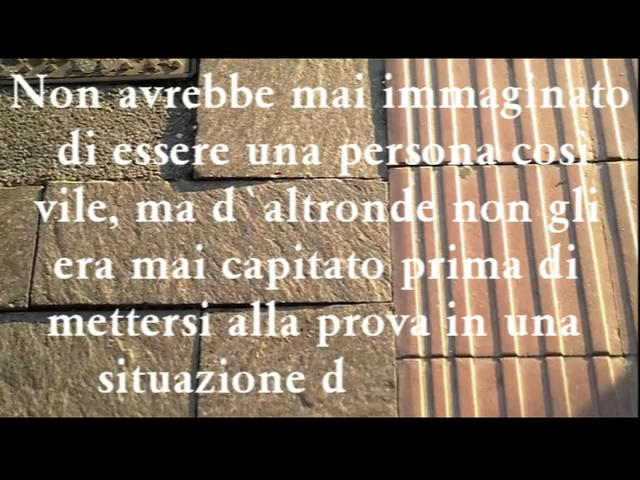 Non avrebbe mai immaginato
di essere una persona così
vile, ma d`altronde non gli
era mai capitato prima di
mettersi alla prova in una
situazione d